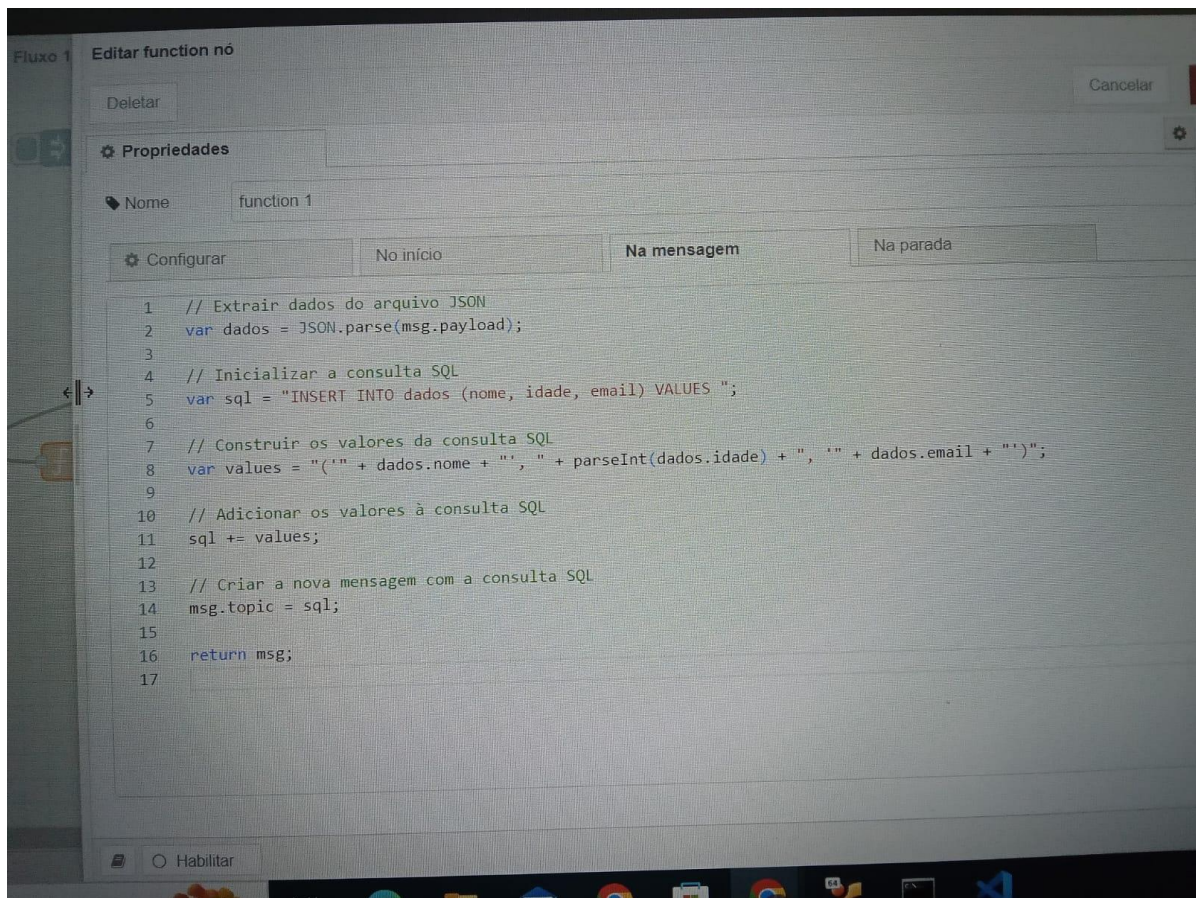 Fluxo 1
Editar function nó
Deletar
Cancelar
Propriedades
Nome
function 1
Configurar
No início
Na mensagem
Na parada
1 // Extrair dados do arquivo JSON
2 var dados = JSON.parse(msg.payload);
3
4 // Inicializar a consulta SQL
5 var sql = "INSERT INTO dados (nome, idade, email) VALUES ";
6
7 // Construir os valores da consulta SQL
8 var values = "('" + dados.nome + "', " + parseInt(dados.idade) + ", '" + dados.email + "')";
9
10 // Adicionar os valores à consulta SQL
11 sql += values;
12
13 // Criar a nova mensagem com a consulta SQL
14 msg.topic = sql;
15
16 return msg;
17
Habilitar
64